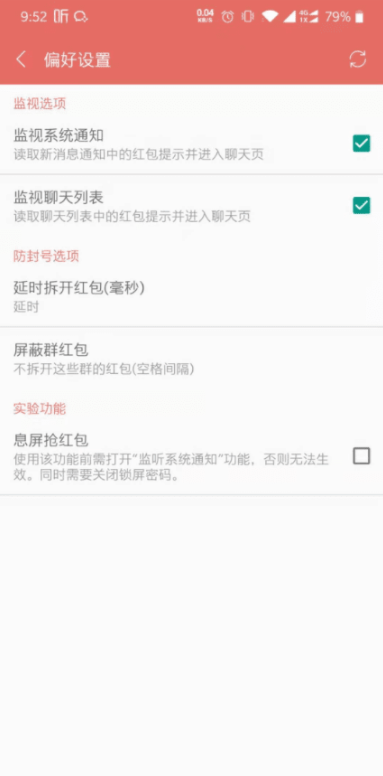 9:52 听
0.04
KB/S
4G
1X
79%
偏好设置
监视选项
监视系统通知
读取新消息通知中的红包提示并进入聊天页
监视聊天列表
读取聊天列表中的红包提示并进入聊天页
防封号选项
延时拆开红包(毫秒)
延时
屏蔽群红包
不拆开这些群的红包(空格间隔)
实验功能
息屏抢红包
使用该功能前需打开“监听系统通知”功能，否则无法生
效。同时需要关闭锁屏密码。